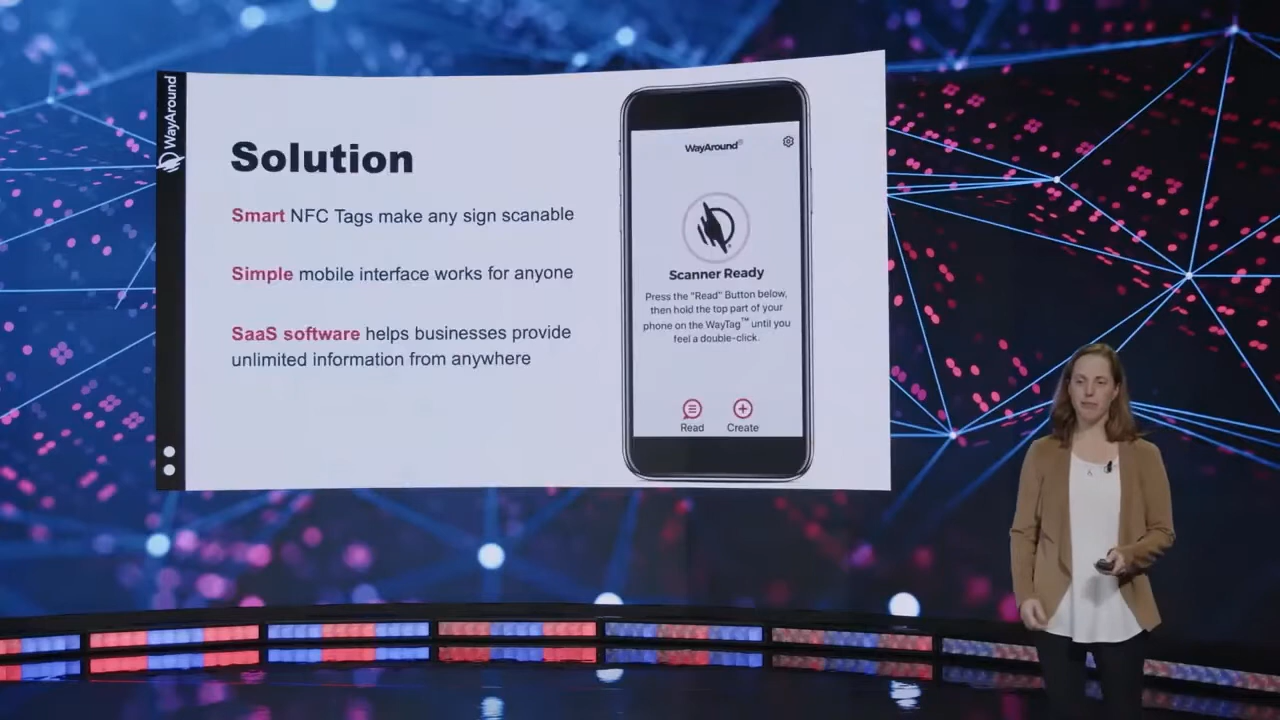 WayAround
Solution
Smart NFC Tags make any sign scanable
Simple mobile interface works for anyone
SaaS software helps businesses provide
unlimited information from anywhere
WayAround®
Scanner Ready
Press the "Read" Button below,
then hold the top part of your
phone on the WayTag™ until you
feel a double-click.
Read
Create